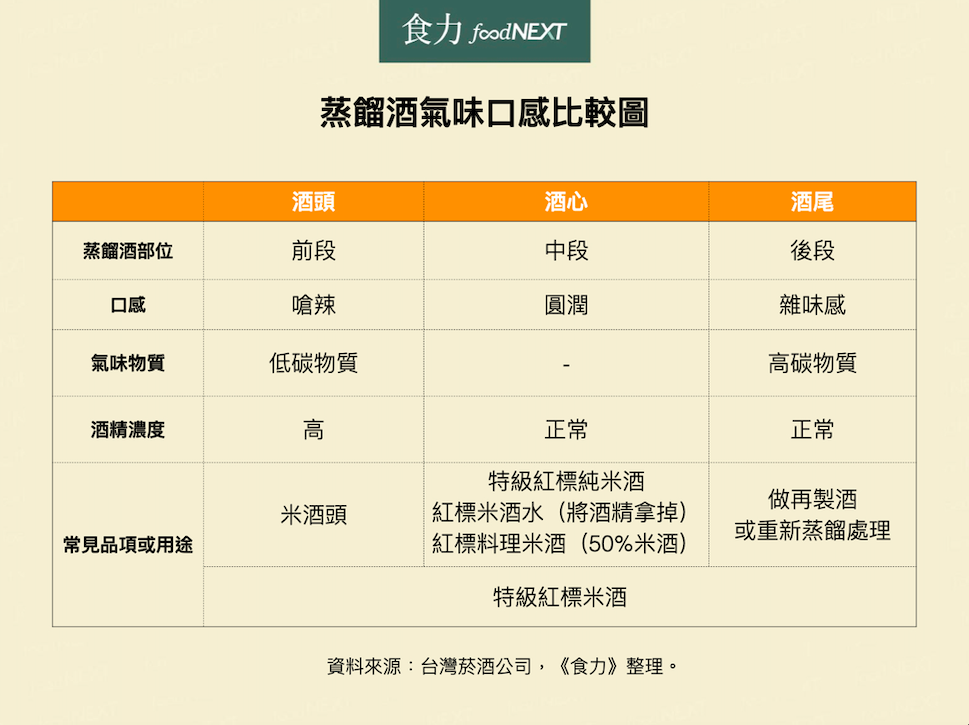 食力 foodNEXT
蒸餾酒氣味口感比較圖
酒頭 酒心 酒尾
蒸餾酒部位 前段 中段 後段
口感 嗆辣 圓潤 雜味感
氣味物質 低碳物質 - 高碳物質
酒精濃度 高 正常 正常
常見品項或用途
米酒頭
特級紅標純米酒
紅標米酒水（將酒精拿掉）
紅標料理米酒（50%米酒）
做再製酒
或重新蒸餾處理
特級紅標米酒
資料來源：台灣菸酒公司，《食力》整理。